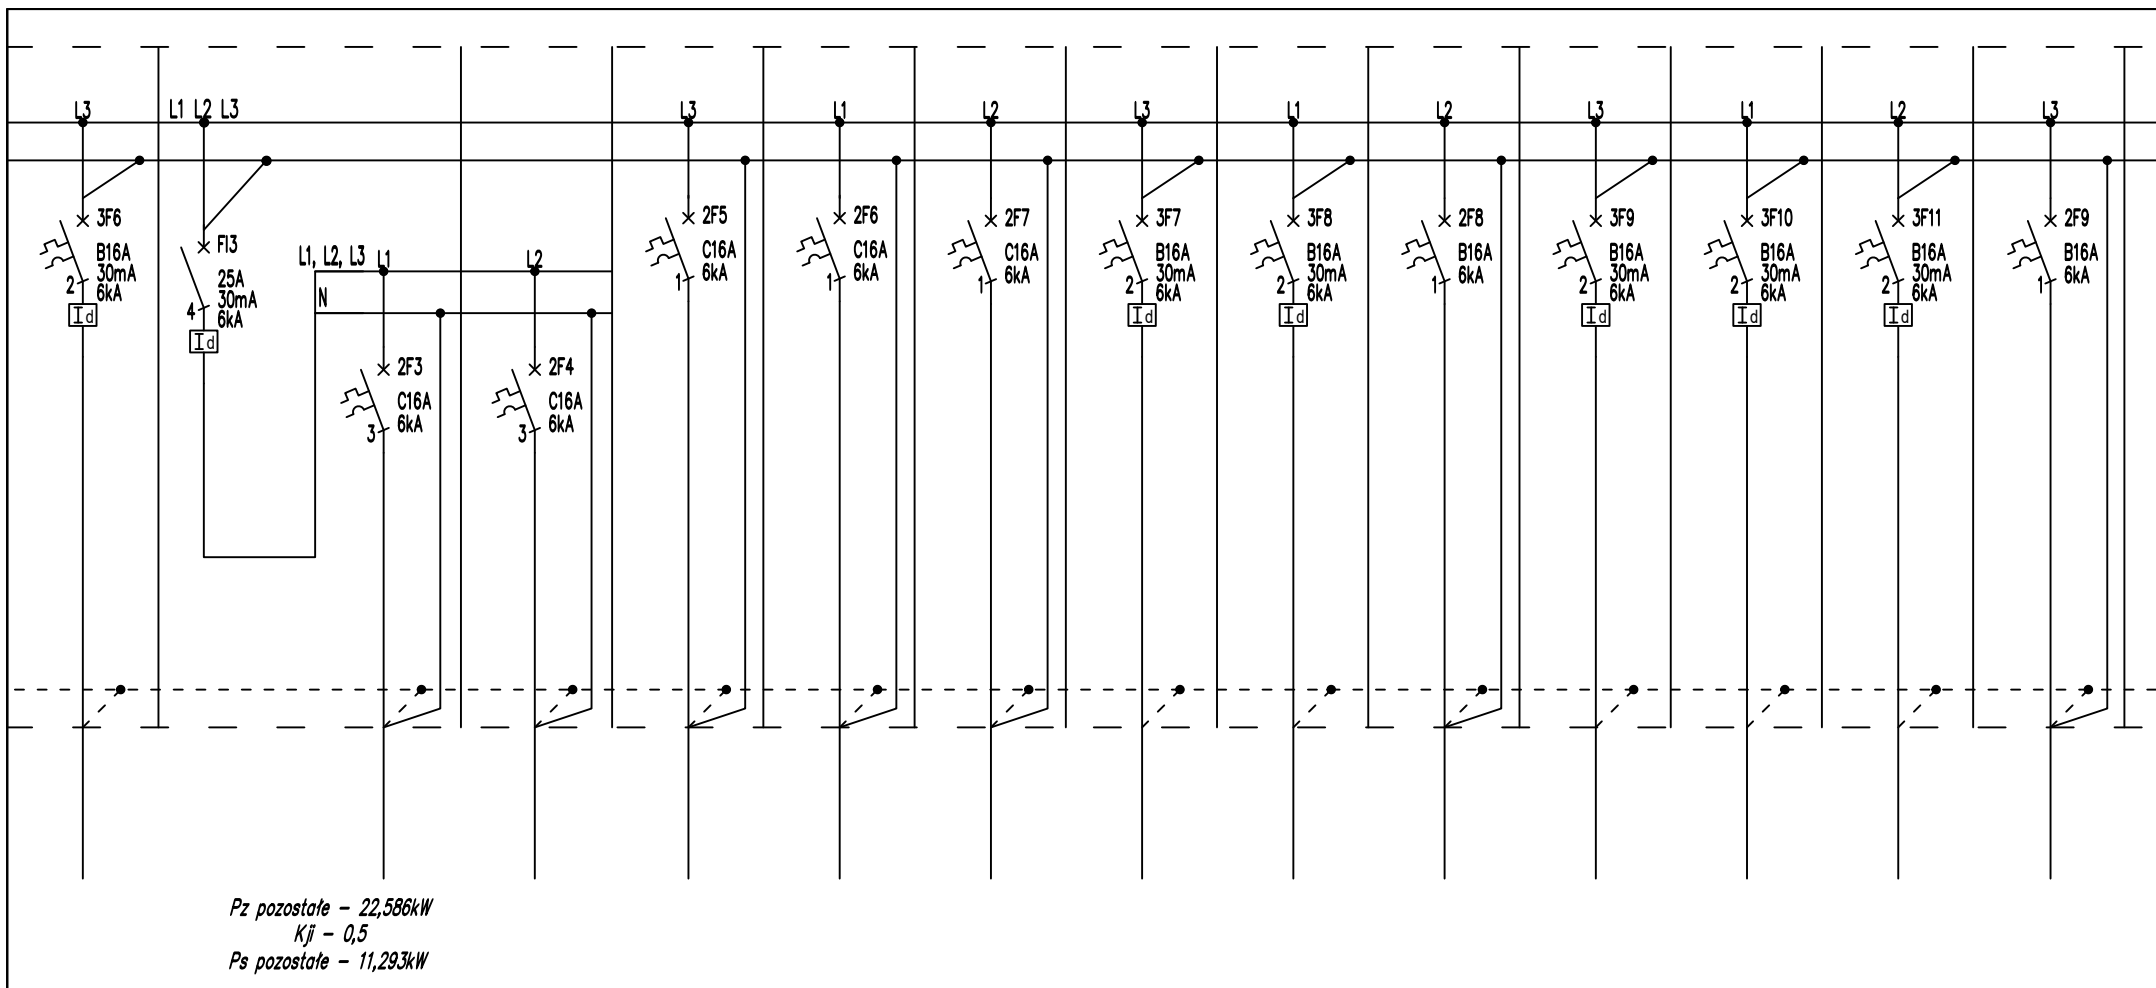 L3
L1 L2 L3
L3
L1
L2
L3
L1
L2
L3
L1
L2
L3
3F6
B16A
30mA
6kA
2
Id
FI3
25A
30mA
6kA
4
Id
L1, L2, L3
L1
L2
N
2F3
C16A
6kA
3
2F4
C16A
6kA
3
2F5
C16A
6kA
1
2F6
C16A
6kA
1
2F7
C16A
6kA
1
3F7
B16A
30mA
6kA
2
Id
3F8
B16A
30mA
6kA
2
Id
2F8
B16A
6kA
1
3F9
B16A
30mA
6kA
2
Id
3F10
B16A
30mA
6kA
2
Id
3F11
B16A
30mA
6kA
2
Id
2F9
B16A
6kA
1
Pz pozostałe – 22,586kW
Kji – 0,5
Ps pozostałe – 11,293kW